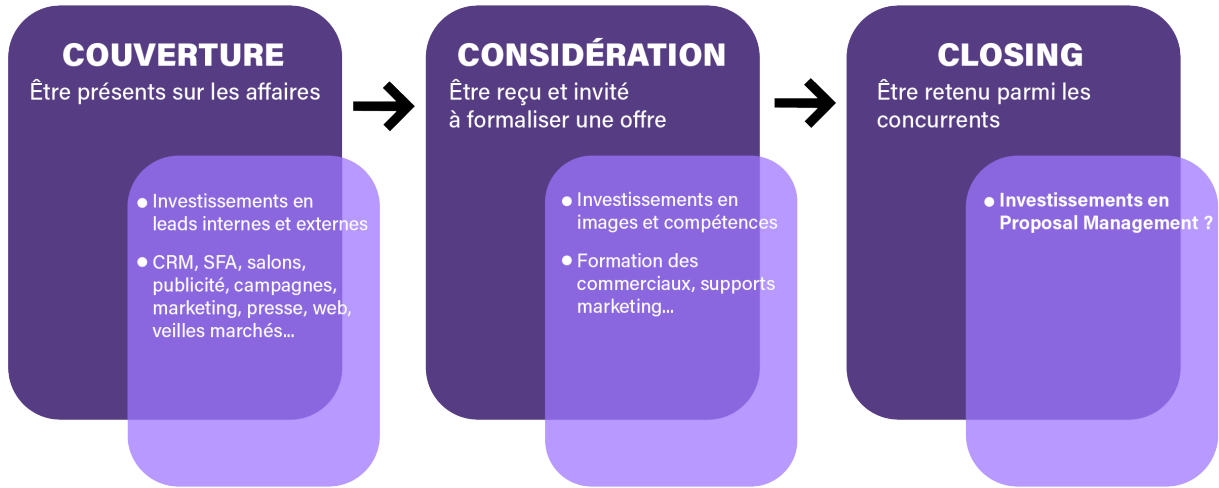 COUVERTURE
Être présents sur les affaires
● Investissements en
leads internes et externes
● CRM, SFA, salons,
publicité, campagnes,
marketing, presse, web,
veilles marchés...
CONSIDÉRATION
Être reçu et invité
à formaliser une offre
● Investissements en
images et compétences
● Formation des
commerciaux, supports
marketing...
CLOSING
Être retenu parmi les
concurrents
● Investissements en
Proposal Management ?